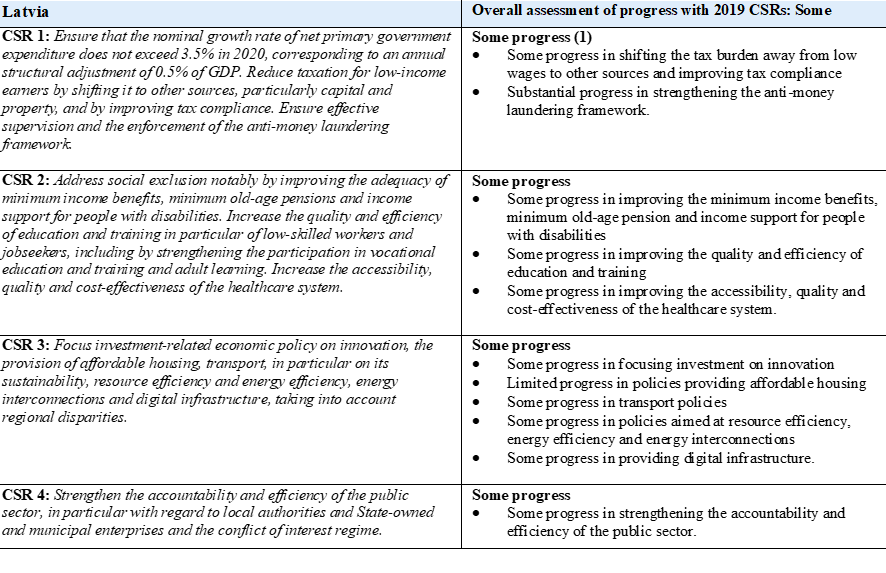 Latvia
Overall assessment of progress with 2019 CSRs: Some
CSR 1: Ensure that the nominal growth rate of net primary government
expenditure does not exceed 3.5% in 2020, corresponding to an annual
structural adjustment of 0.5% of GDP. Reduce taxation for low-income
earners by shifting it to other sources, particularly capital and
property, and by improving tax compliance. Ensure effective
supervision and the enforcement of the anti-money laundering
framework.
Some progress (1)
• Some progress in shifting the tax burden away from low
wages to other sources and improving tax compliance
• Substantial progress in strengthening the anti-money
laundering framework.
CSR 2: Address social exclusion notably by improving the adequacy of
minimum income benefits, minimum old-age pensions and income
support for people with disabilities. Increase the quality and efficiency
of education and training in particular of low-skilled workers and
jobseekers, including by strengthening the participation in vocational
education and training and adult learning. Increase the accessibility,
quality and cost-effectiveness of the healthcare system.
Some progress
• Some progress in improving the minimum income benefits,
minimum old-age pension and income support for people
with disabilities
• Some progress in improving the quality and efficiency of
education and training
• Some progress in improving the accessibility, quality and
cost-effectiveness of the healthcare system.
CSR 3: Focus investment-related economic policy on innovation, the
provision of affordable housing, transport, in particular on its
sustainability, resource efficiency and energy efficiency, energy
interconnections and digital infrastructure, taking into account
regional disparities.
Some progress
• Some progress in focusing investment on innovation
• Limited progress in policies providing affordable housing
• Some progress in transport policies
• Some progress in policies aimed at resource efficiency,
energy efficiency and energy interconnections
• Some progress in providing digital infrastructure.
CSR 4: Strengthen the accountability and efficiency of the public
sector, in particular with regard to local authorities and State-owned
and municipal enterprises and the conflict of interest regime.
Some progress
• Some progress in strengthening the accountability and
efficiency of the public sector.